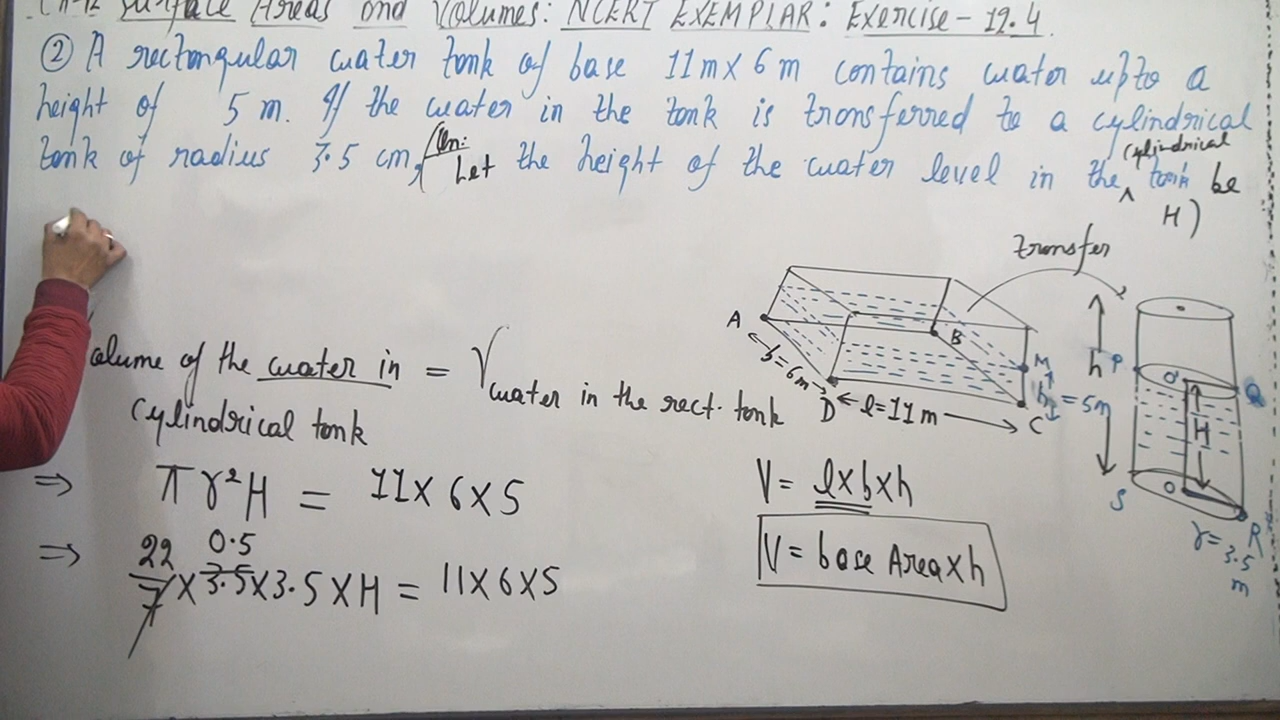 Surface Areas and Volumes: NCERT EXEMPLAR: Exercise - 12.4
② A rectangular water tank of base 11m × 6 m contains water upto a
height of 5 m. If the water in the tank is transferred to a cylindrical
tank of radius 3.5 cm, (Let the height of the water level in the cylindrical tank be
H)
transfer
A B M P O' Q
b = 6m h = 5m h H
D l = 11m C S O R
r = 3.5 m
Volume of the water in = V water in the rect. tank
cylindrical tank
⇒ πr²H = 11 × 6 × 5
V = l×b×h
⇒ 22/7 × 3.5 × 3.5 × H = 11 × 6 × 5
0.5
V = base Area × h